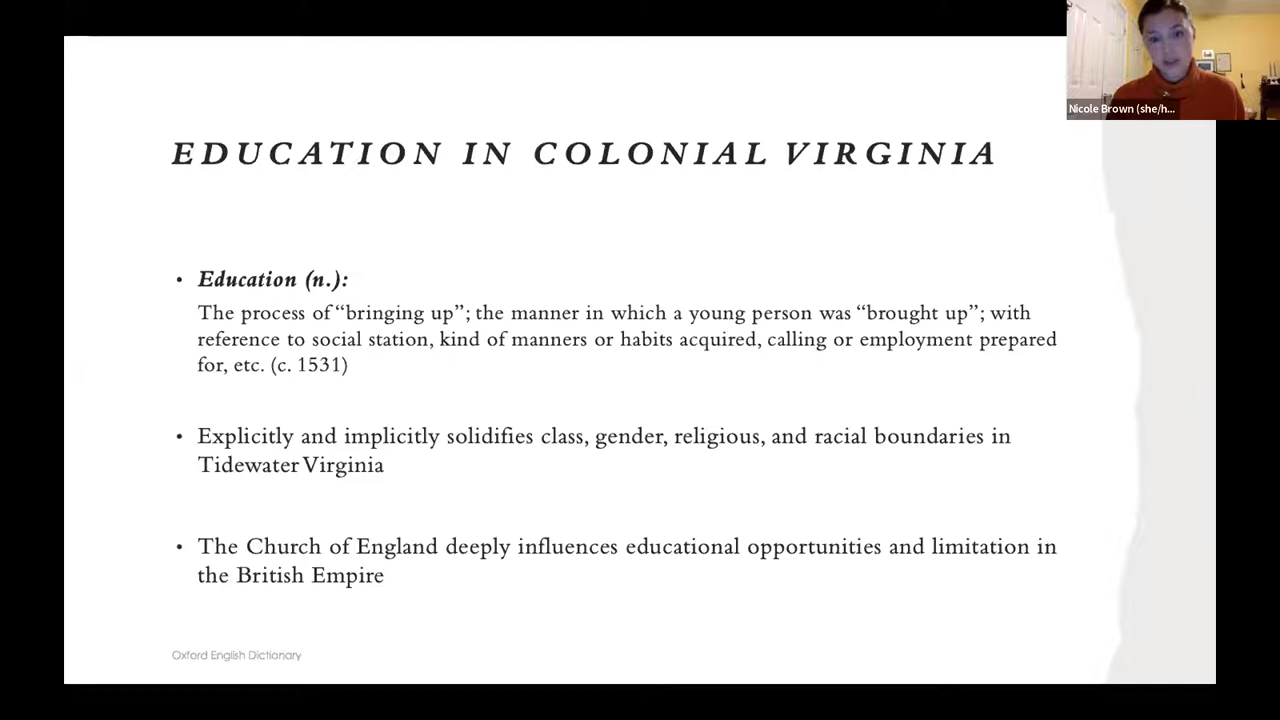 Nicole Brown (she/h...
EDUCATION IN COLONIAL VIRGINIA
• Education (n.):
The process of “bringing up”; the manner in which a young person was “brought up”; with
reference to social station, kind of manners or habits acquired, calling or employment prepared
for, etc. (c. 1531)
• Explicitly and implicitly solidifies class, gender, religious, and racial boundaries in
Tidewater Virginia
• The Church of England deeply influences educational opportunities and limitation in
the British Empire
Oxford English Dictionary